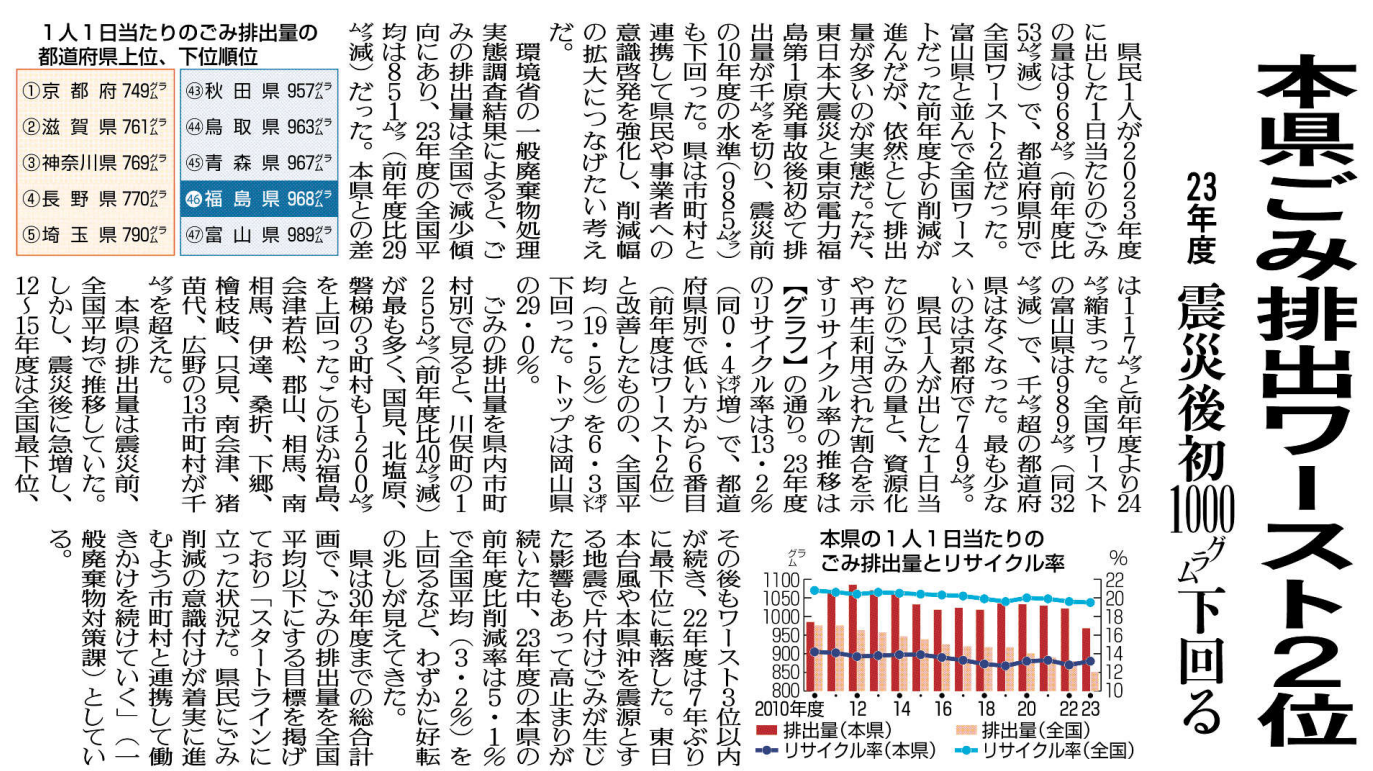 本県ごみ排出ワースト2位
23年度 震災後初1000㌘下回る
県民1人が2023年度
に出した1日当たりのごみ
の量は968㌘(前年度比
53㌘減)で、都道府県別で
全国ワースト2位だった。
富山県と並んで全国ワース
トだった前年度より削減が
進んだが、依然として排出
量が多いのが実態だ。ただ、
東日本大震災と東京電力福
島第1原発事故後初めて排
出量が千㌘を切り、震災前
の10年度の水準(985㌘)
も下回った。県は市町村と
連携して県民や事業者への
意識啓発を強化し、削減幅
の拡大につなげたい考え
だ。
環境省の一般廃棄物処理
実態調査結果によると、ご
みの排出量は全国で減少傾
向にあり、23年度の全国平
均は851㌘(前年度比29
㌘減)だった。本県との差
1人1日当たりのごみ排出量の
都道府県上位、下位順位
①京都府749㌘
②滋賀県761㌘
③神奈川県769㌘
④長野県770㌘
⑤埼玉県790㌘
㊸秋田県957㌘
㊹鳥取県963㌘
㊺青森県967㌘
㊻福島県968㌘
㊼富山県989㌘
は117㌘と前年度より24
㌘縮まった。全国ワースト
の富山県は989㌘(同32
㌘減)で、千㌘超の都道府
県はなくなった。最も少な
いのは京都府で749㌘。
県民1人が出した1日当
たりのごみの量と、資源化
や再生利用された割合を示
すリサイクル率の推移は
【グラフ】の通り。23年度
のリサイクル率は13・2%
(同0・4㌽増)で、都道
府県別で低い方から6番目
(前年度はワースト2位)
と改善したものの、全国平
均(19・5%)を6・3㌽
下回った。トップは岡山県
の29・0%。
ごみの排出量を県内市町
村別で見ると、川俣町の1
255㌘(前年度比40㌘減)
が最も多く、国見、北塩原、
磐梯の3町村も1200㌘
を上回った。このほか福島、
会津若松、郡山、相馬、南
相馬、伊達、桑折、下郷、
檜枝岐、只見、南会津、猪
苗代、広野の13市町村が千
㌘を超えた。
本県の排出量は震災前、
全国平均で推移していた。
しかし、震災後に急増し、
12~15年度は全国最下位、
本県の1人1日当たりの
ごみ排出量とリサイクル率
㌘
%
1100
1050
1000
950
900
850
800
22
20
18
16
14
12
10
2010年度 12 14 16 18 20 22 23
排出量(本県) 排出量(全国)
リサイクル率(本県) リサイクル率(全国)
その後もワースト3位以内
が続き、22年度は7年ぶり
に最下位に転落した。東日
本台風や本県沖を震源とす
る地震で片付けごみが生じ
た影響もあって高止まりが
続いた中、23年度の本県の
前年度比削減率は5・1%
で全国平均(3・2%)を
上回るなど、わずかに好転
の兆しが見えてきた。
県は30年度までの総合計
画で、ごみの排出量を全国
平均以下にする目標を掲げ
ており「スタートラインに
立った状況だ。県民にごみ
削減の意識付けが着実に進
むよう市町村と連携して働
きかけを続けていく」(一
般廃棄物対策課)としてい
る。